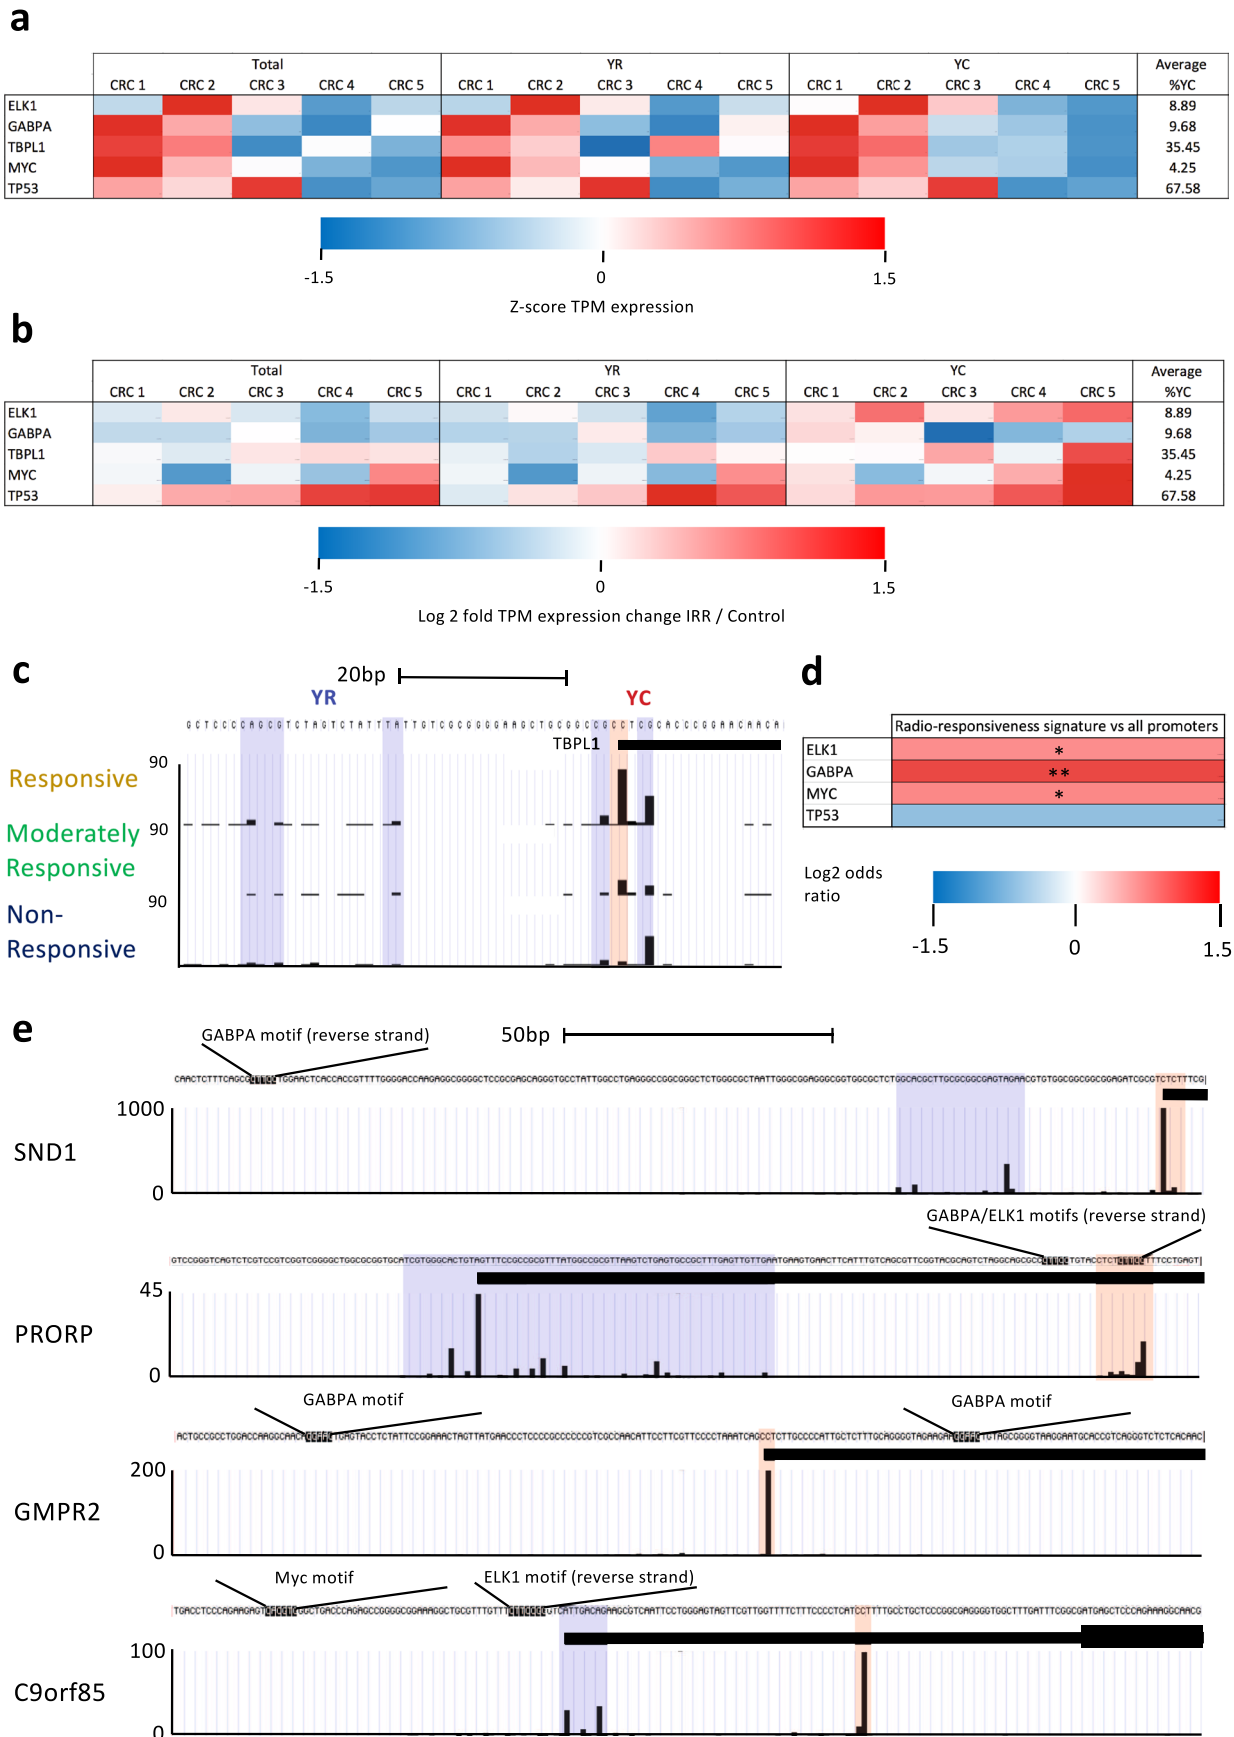 a
Total YR YC Average
CRC 1 CRC 2 CRC 3 CRC 4 CRC 5 CRC 1 CRC 2 CRC 3 CRC 4 CRC 5 CRC 1 CRC 2 CRC 3 CRC 4 CRC 5 %YC
ELK1 8.89
GABPA 9.68
TBPL1 35.45
MYC 4.25
TP53 67.58
-1.5 0 1.5
Z-score TPM expression
b
Total YR YC Average
CRC 1 CRC 2 CRC 3 CRC 4 CRC 5 CRC 1 CRC 2 CRC 3 CRC 4 CRC 5 CRC 1 CRC 2 CRC 3 CRC 4 CRC 5 %YC
ELK1 8.89
GABPA 9.68
TBPL1 35.45
MYC 4.25
TP53 67.58
-1.5 0 1.5
Log 2 fold TPM expression change IRR / Control
c
20bp
YR YC
G C T C C C C A G C G T C T A G T C T A T T T A T T G T C G C G G G G A A G C T G C G G C C G C C T C G C A C C C G G A A C A A C A
TBPL1
90
Responsive
Moderately 90
Responsive
90
Non-
Responsive
d
Radio-responsiveness signature vs all promoters
ELK1 *
GABPA **
MYC *
TP53
Log2 odds
ratio
-1.5 0 1.5
e
GABPA motif (reverse strand) 50bp
1000
SND1
0
GABPA/ELK1 motifs (reverse strand)
45
PRORP
0
GABPA motif GABPA motif
200
GMPR2
0
Myc motif ELK1 motif (reverse strand)
100
C9orf85
0